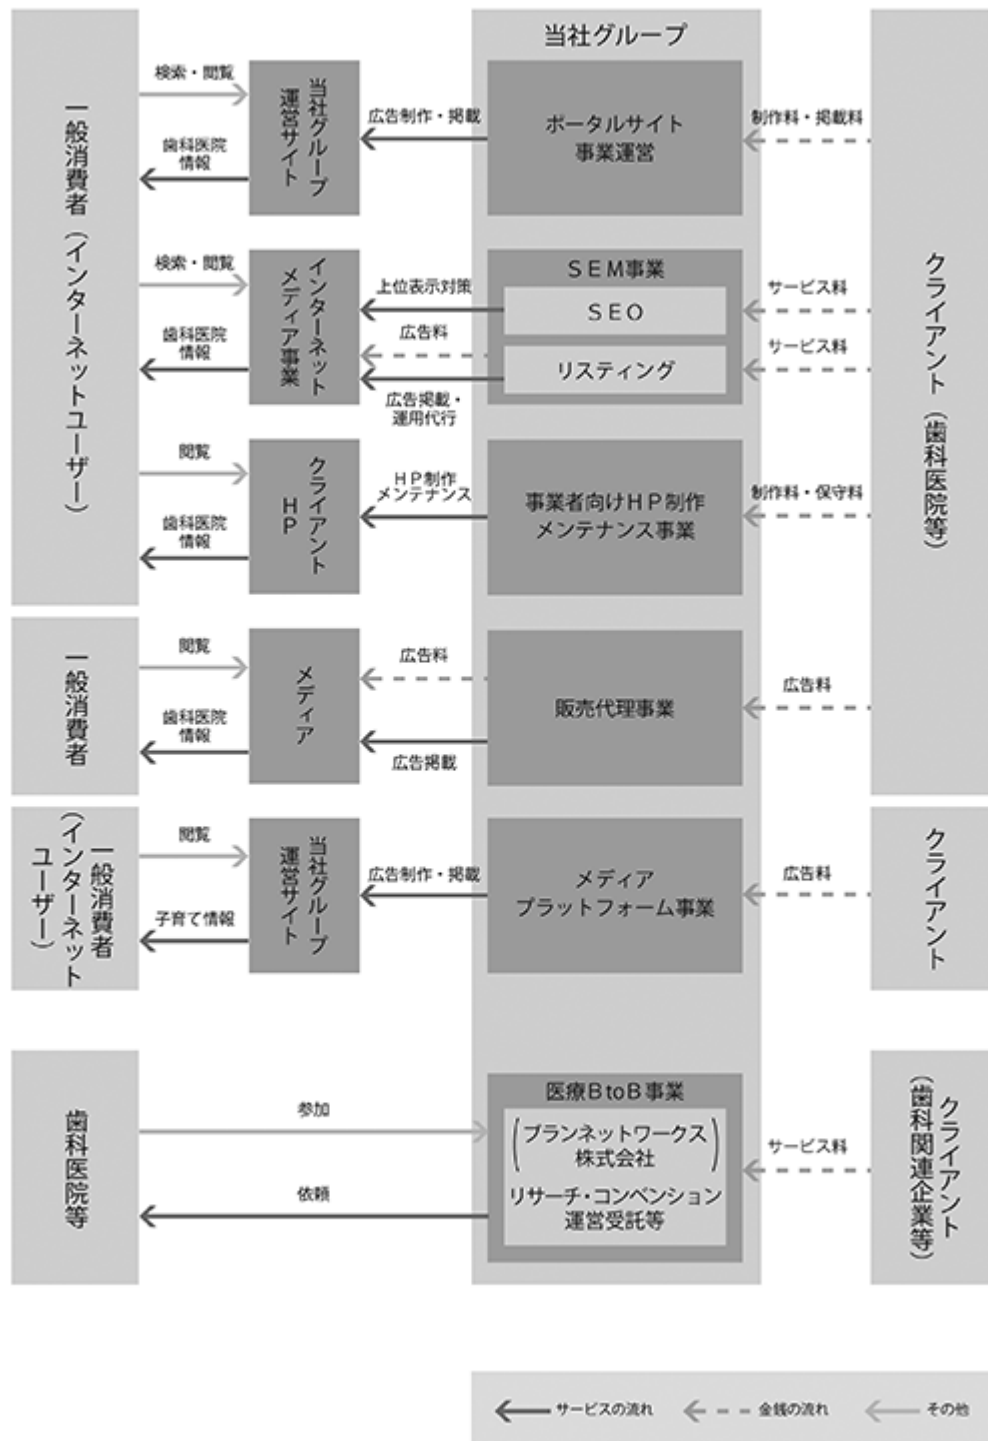 当社グループ
一般消費者（インターネットユーザー）
検索・閲覧
歯科医院
情報
当社グループ
運営サイト
広告制作・掲載
ポータルサイト
事業運営
制作料・掲載料
クライアント（歯科医院等）
検索・閲覧
歯科医院
情報
インターネット
メディア事業
上位表示対策
広告料
広告掲載・
運用代行
ＳＥＭ事業
ＳＥＯ
リスティング
サービス料
サービス料
閲覧
歯科医院
情報
クライアント
ＨＰ
ＨＰ制作
メンテナンス
事業者向けＨＰ制作
メンテナンス事業
制作料・保守料
一般消費者
閲覧
歯科医院
情報
メディア
広告料
広告掲載
販売代理事業
広告料
一般消費者
（インターネット
ユーザー）
閲覧
子育て情報
当社グループ
運営サイト
広告制作・掲載
メディア
プラットフォーム事業
広告料
クライアント
歯科医院等
参加
依頼
医療ＢtoＢ事業
（ブランネットワークス
株式会社）
リサーチ・コンベンション
運営受託等
サービス料
クライアント
（歯科関連企業等）
サービスの流れ
金銭の流れ
その他